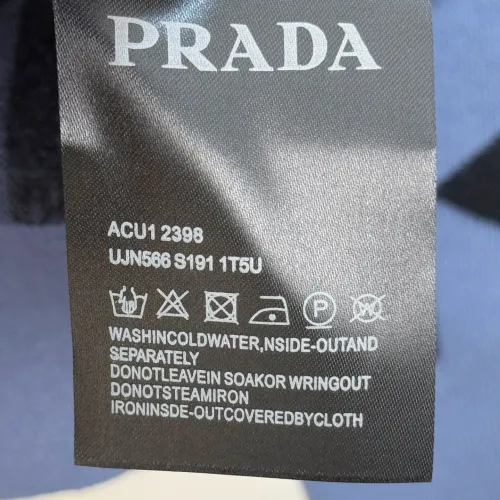 PRADA
ACU1 2398
UJN566 S191 1T5U
P W
WASHINCOLDWATER,NSIDE-OUTAND
SEPARATELY
DONOTLEAVEIN SOAKOR WRINGOUT
DONOTSTEAMIRON
IRONINSDE-OUTCOVEREDBYCLOTH